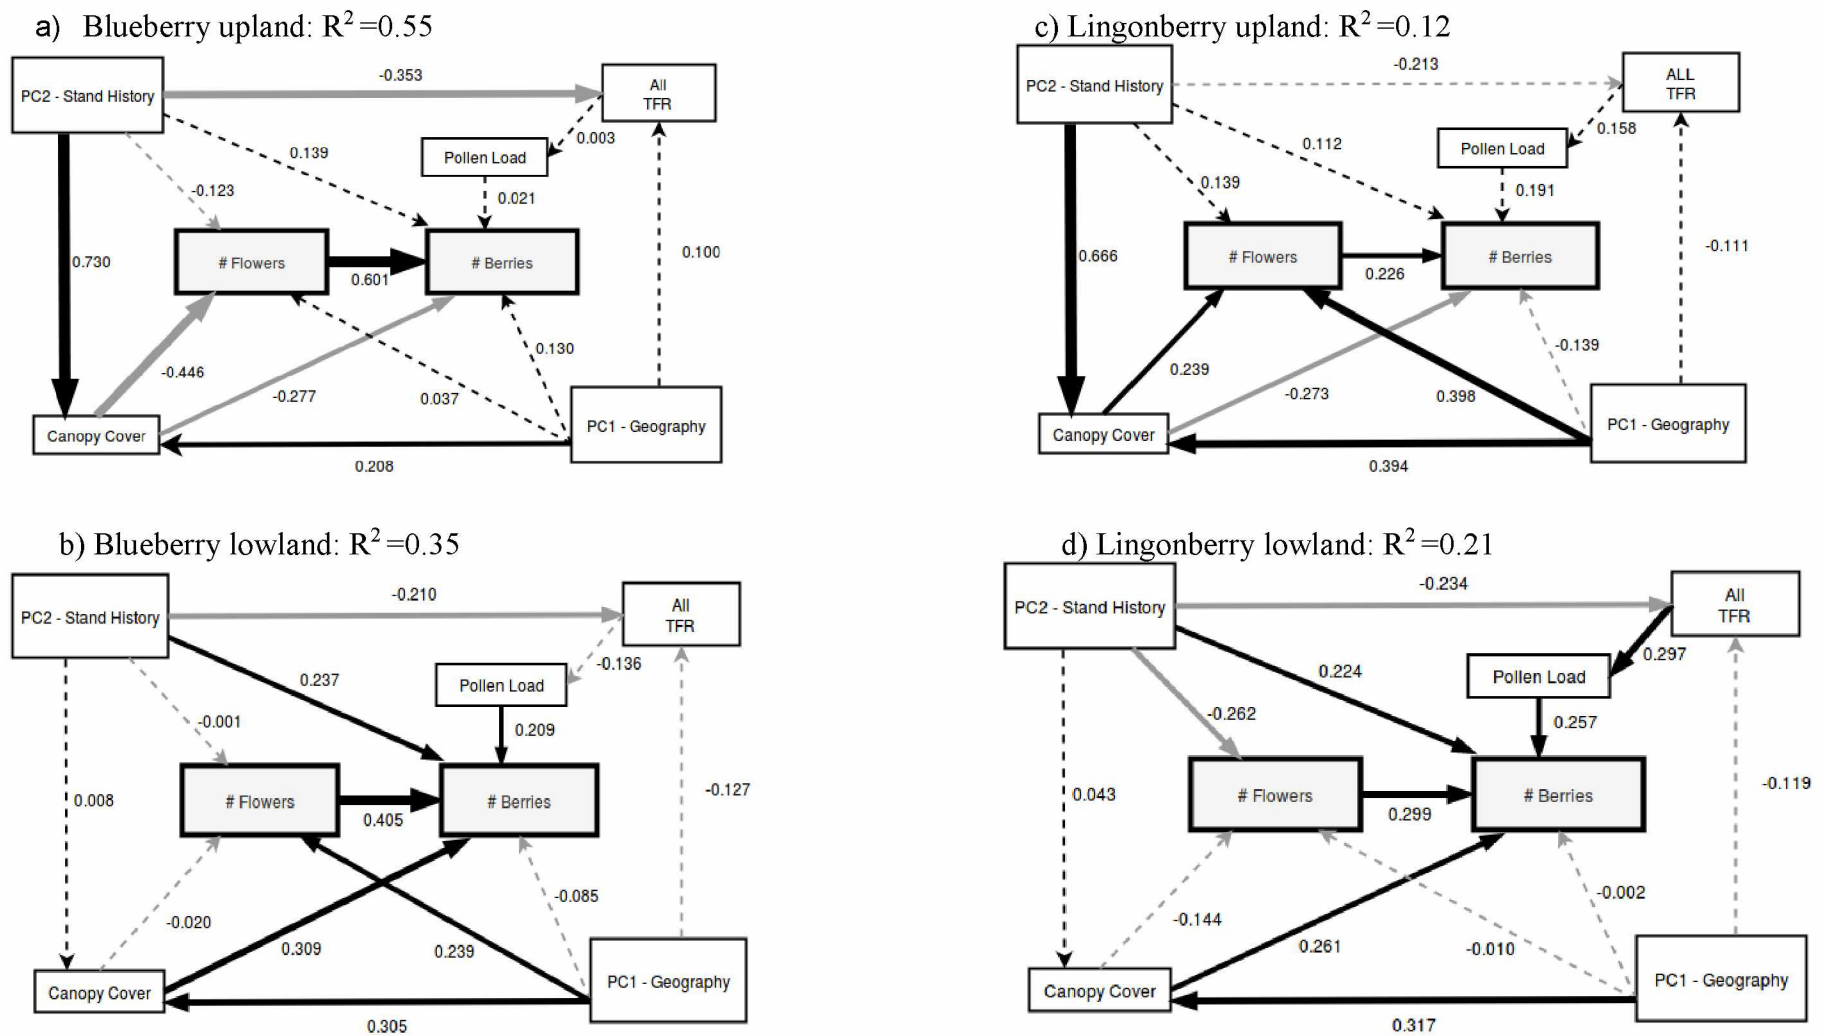 a) Blueberry upland: R²=0.55
PC2 - Stand History
-0.353
All
TFR
0.003
Pollen Load
0.139
-0.123
0.021
0.730
# Flowers
0.601
# Berries
0.100
-0.446
-0.277
0.037
0.130
Canopy Cover
0.208
PC1 - Geography
c) Lingonberry upland: R²=0.12
PC2 - Stand History
-0.213
ALL
TFR
0.158
Pollen Load
0.112
0.139
0.191
0.666
# Flowers
0.226
# Berries
-0.111
0.239
-0.273
0.398
-0.139
Canopy Cover
0.394
PC1 - Geography
b) Blueberry lowland: R²=0.35
PC2 - Stand History
-0.210
All
TFR
-0.136
Pollen Load
0.237
-0.001
0.209
0.008
# Flowers
0.405
# Berries
-0.127
-0.020
0.309
0.239
-0.085
Canopy Cover
0.305
PC1 - Geography
d) Lingonberry lowland: R²=0.21
PC2 - Stand History
-0.234
All
TFR
0.297
Pollen Load
0.224
-0.262
0.257
0.043
# Flowers
0.299
# Berries
-0.119
-0.144
0.261
-0.010
-0.002
Canopy Cover
0.317
PC1 - Geography